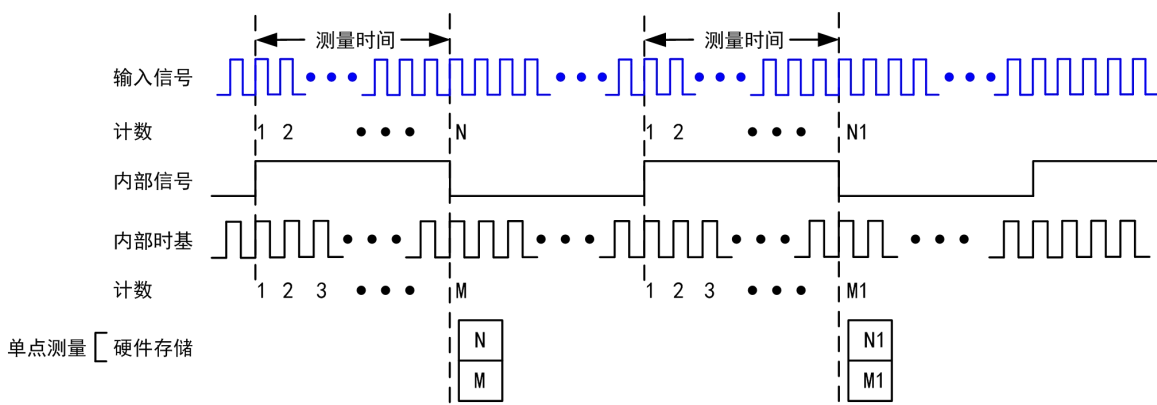 测量时间 测量时间
输入信号
计数 1 2 N 1 2 N1
内部信号
内部时基
计数 1 2 3 M 1 2 3 M1
单点测量 硬件存储 N N1
M M1